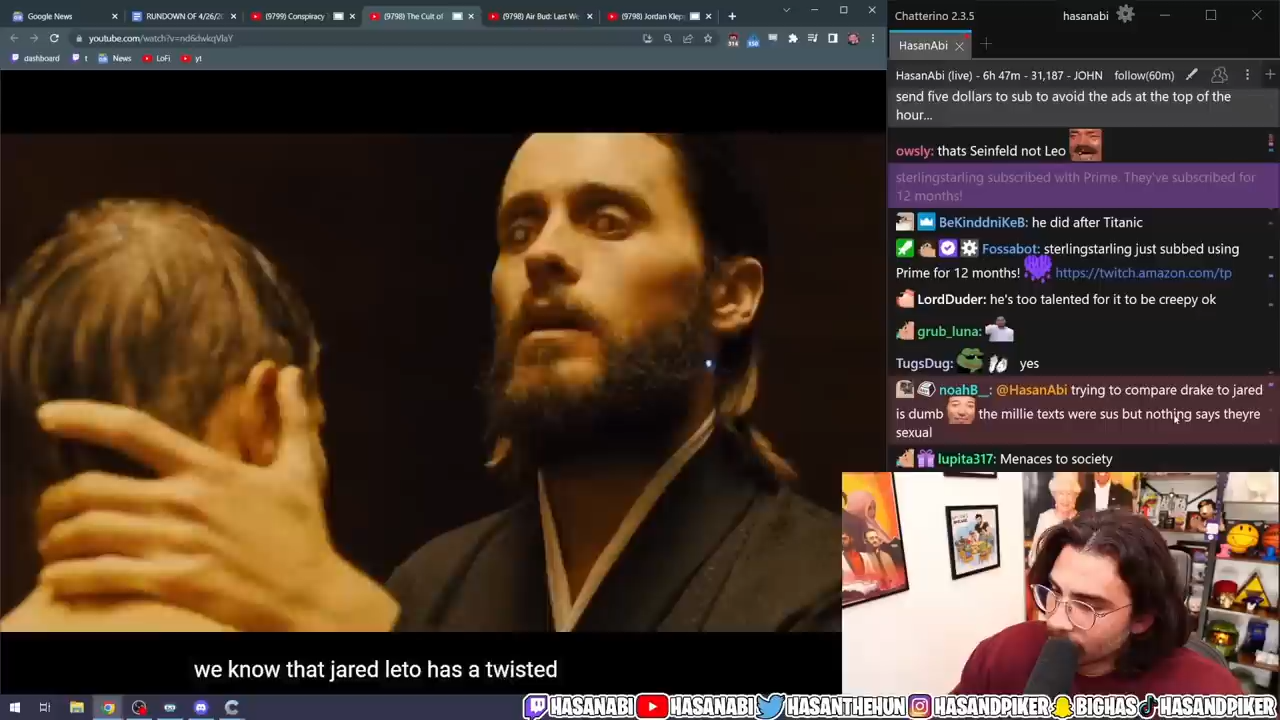 Google News
RUNDOWN OF 4/26/20
(9799) Conspiracy
(9798) The Cult of
(9798) Air Bud: Last We
(9798) Jordan Klep
youtube.com/watch?v=nd6dwkqVlaY
dashboard
t
News
LoFi
yt
we know that jared leto has a twisted
Chatterino 2.3.5
hasanabi
HasanAbi
HasanAbi (live) - 6h 47m - 31,187 - JOHN
follow(60m)
send five dollars to sub to avoid the ads at the top of the
hour...
owsly: thats Seinfeld not Leo
sterlingstarling subscribed with Prime. They've subscribed for
12 months!
BeKinddniKeB: he did after Titanic
Fossabot: sterlingstarling just subbed using
Prime for 12 months! https://twitch.amazon.com/tp
LordDuder: he's too talented for it to be creepy ok
grub_luna:
TugsDug: yes
noahB__: @HasanAbi trying to compare drake to jared
is dumb the millie texts were sus but nothing says theyre
sexual
lupita317: Menaces to society
HASANABI HASANABI HASANTHEHUN HASANDPIKER BIGHAS HASANDPIKER